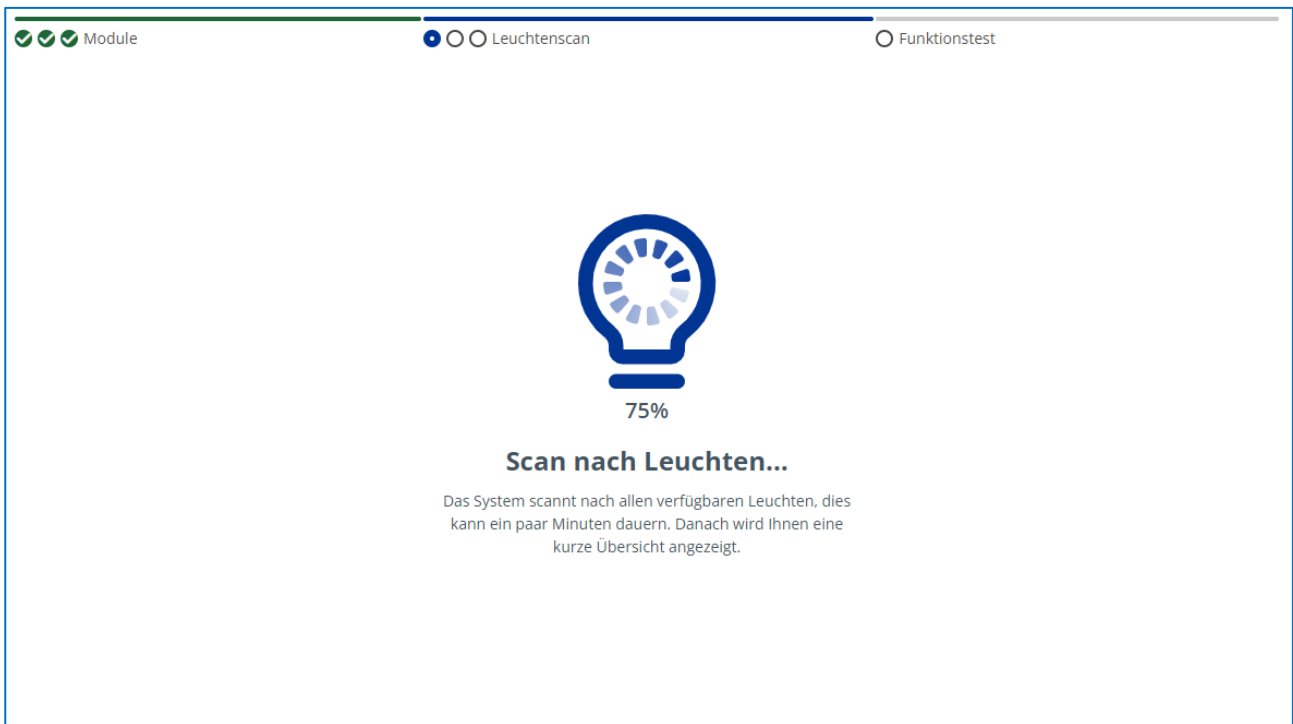 Module
Leuchtenscan
Funktionstest
75%
Scan nach Leuchten...
Das System scannt nach allen verfügbaren Leuchten, dies
kann ein paar Minuten dauern. Danach wird Ihnen eine
kurze Übersicht angezeigt.